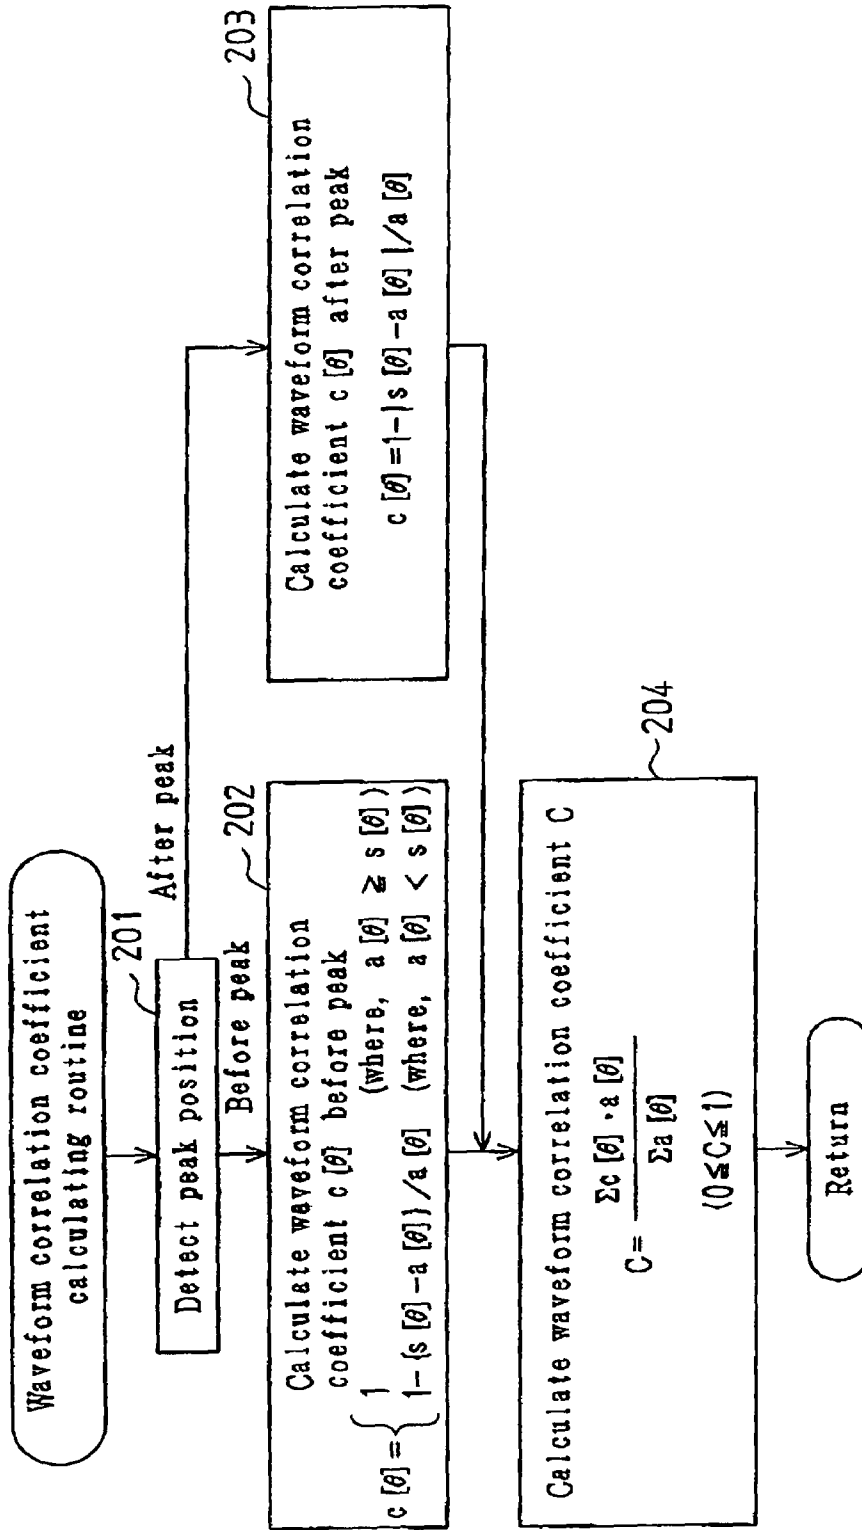 Waveform correlation coefficient
calculating routine
201
Detect peak position
After peak
Before peak
202
Calculate waveform correlation
coefficient c[θ] before peak
c[θ]={ 1 (where, a[θ] ≧ s[θ])
1-{s[θ]-a[θ]}/a[θ] (where, a[θ] < s[θ])
203
Calculate waveform correlation
coefficient c[θ] after peak
c[θ]=1-|s[θ]-a[θ]|/a[θ]
204
Calculate waveform correlation coefficient C
C= Σc[θ]·a[θ]
Σa[θ]
(0≦C≦1)
Return